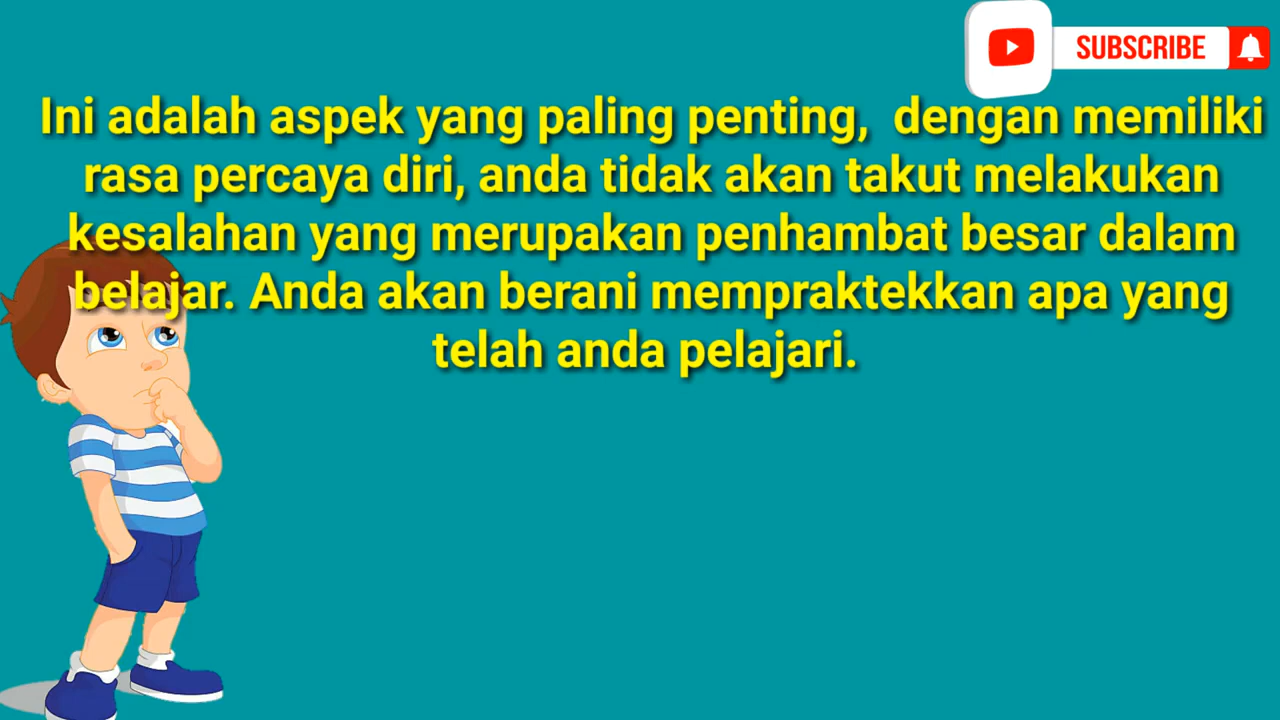 SUBSCRIBE
Ini adalah aspek yang paling penting, dengan memiliki
rasa percaya diri, anda tidak akan takut melakukan
kesalahan yang merupakan penhambat besar dalam
belajar. Anda akan berani mempraktekkan apa yang
telah anda pelajari.